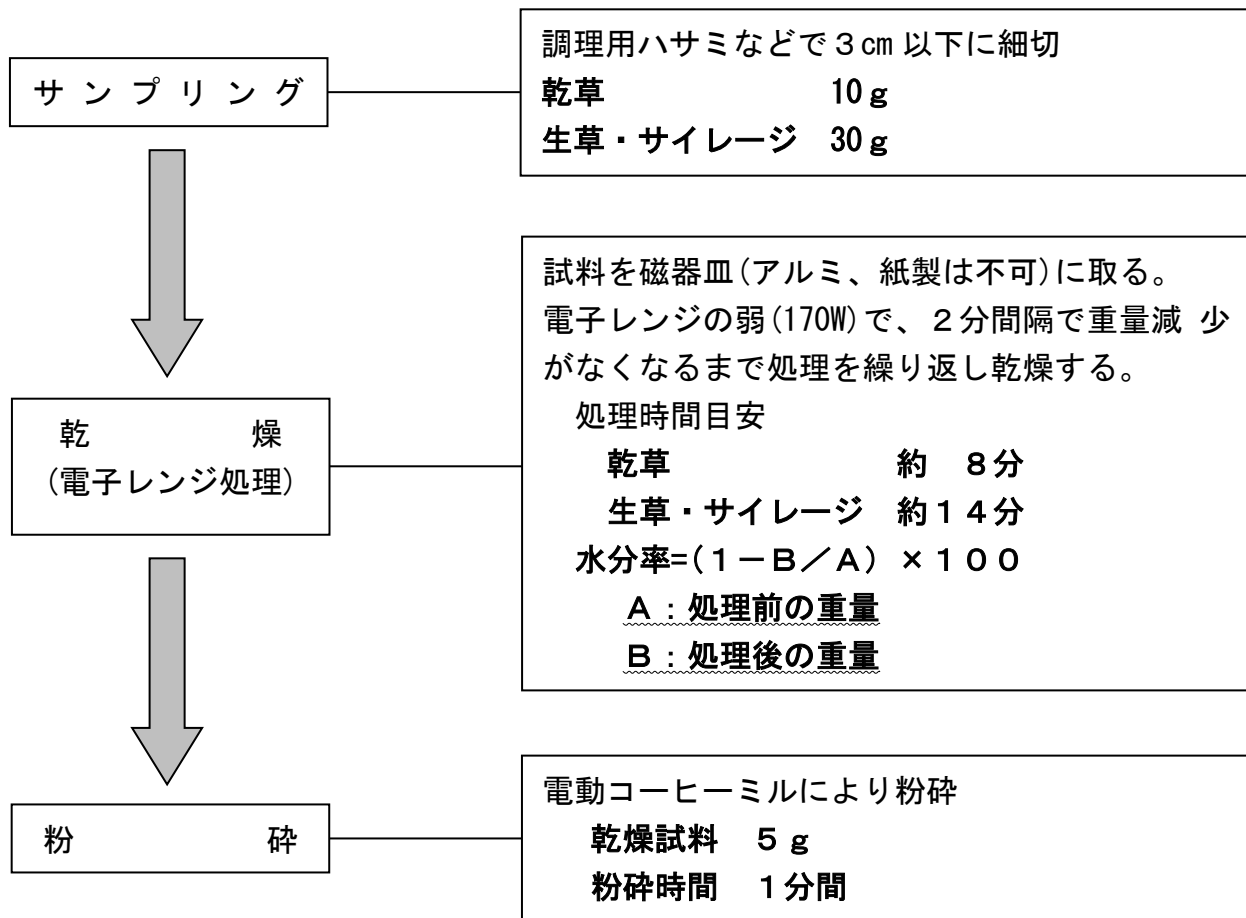 サンプリング
調理用ハサミなどで３㎝以下に細切
乾草　　　　　　　10ｇ
生草・サイレージ　30ｇ
乾　　　　　燥
(電子レンジ処理)
試料を磁器皿(アルミ、紙製は不可)に取る。
電子レンジの弱(170W)で、２分間隔で重量減 少
がなくなるまで処理を繰り返し乾燥する。
処理時間目安
乾草　　　　　　　約　８分
生草・サイレージ　約１４分
水分率=(１－Ｂ／Ａ）×１００
Ａ：処理前の重量
Ｂ：処理後の重量
粉　　　　　　砕
電動コーヒーミルにより粉砕
乾燥試料　５ｇ
粉砕時間　１分間